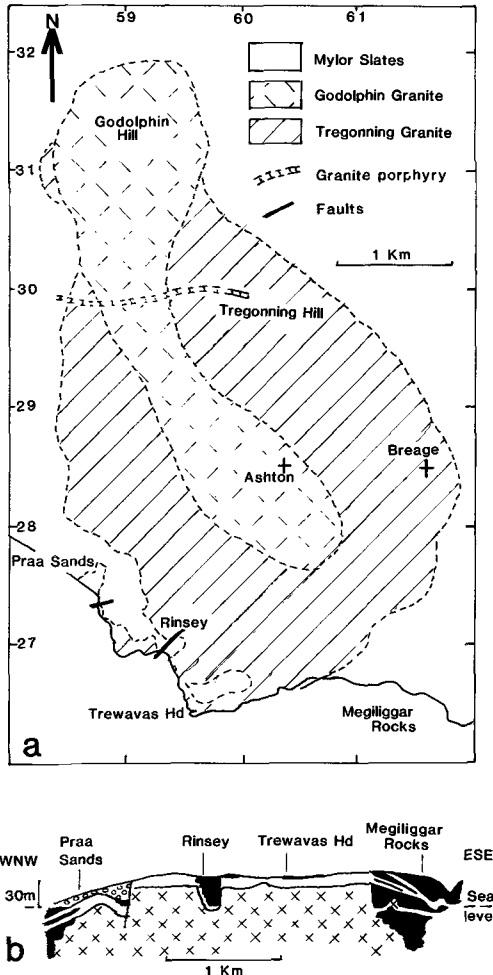 59 60 61
N
32
Mylor Slates
Godolphin Granite
Godolphin
Hill
Tregonning Granite
31
Granite porphyry
Faults
1 Km
30
Tregonning Hill
29
Breage
Ashton
28
Praa Sands
Rinsey
27
Trewavas Hd
Megiliggar
Rocks
a
Praa
Sands
Rinsey
Trewavas Hd
Megiliggar
Rocks
WNW
ESE
30m
Sea
level
b
1 Km